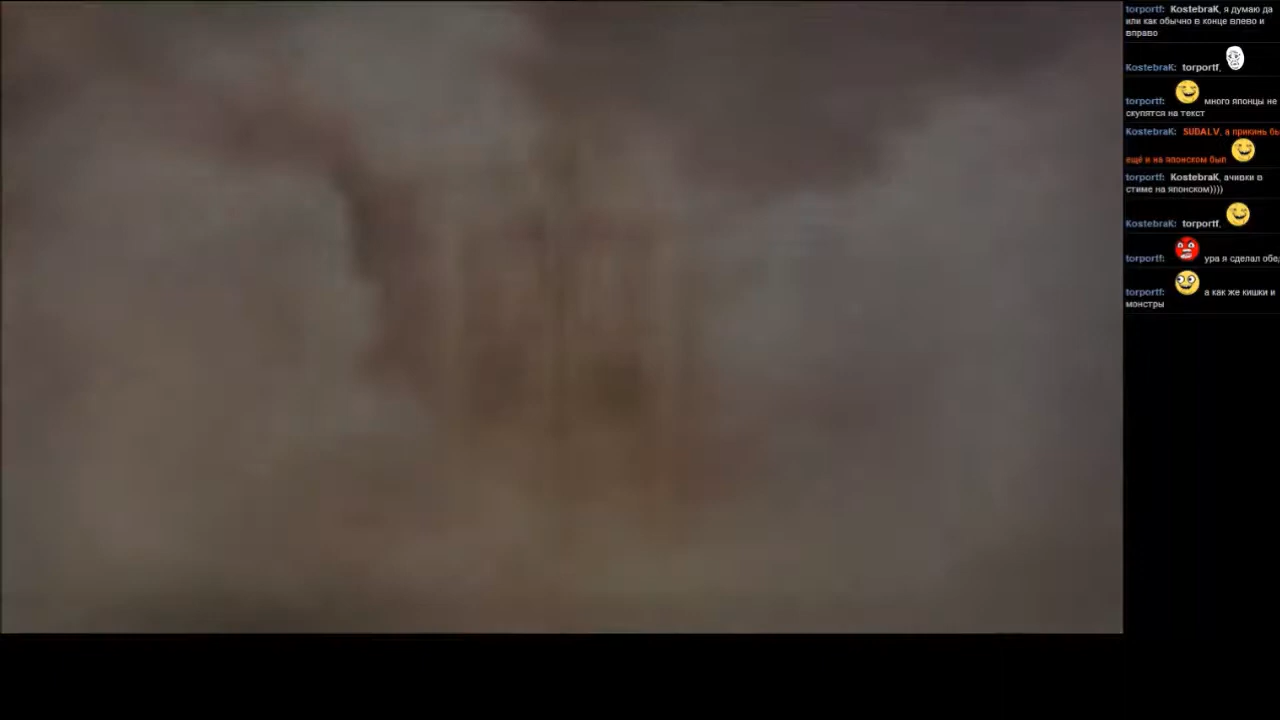 torportf: KostebraK, я думаю да
или как обычно в конце влево и
вправо
KostebraK: torportf,
torportf: много японцы не
скупятся на текст
KostebraK: SUDALV, а прикинь бы
ещё и на японском был
torportf: KostebraK, ачивки в
стиме на японском))))
KostebraK: torportf,
torportf: ура я сделал обе
torportf: а как же кишки и
монстры